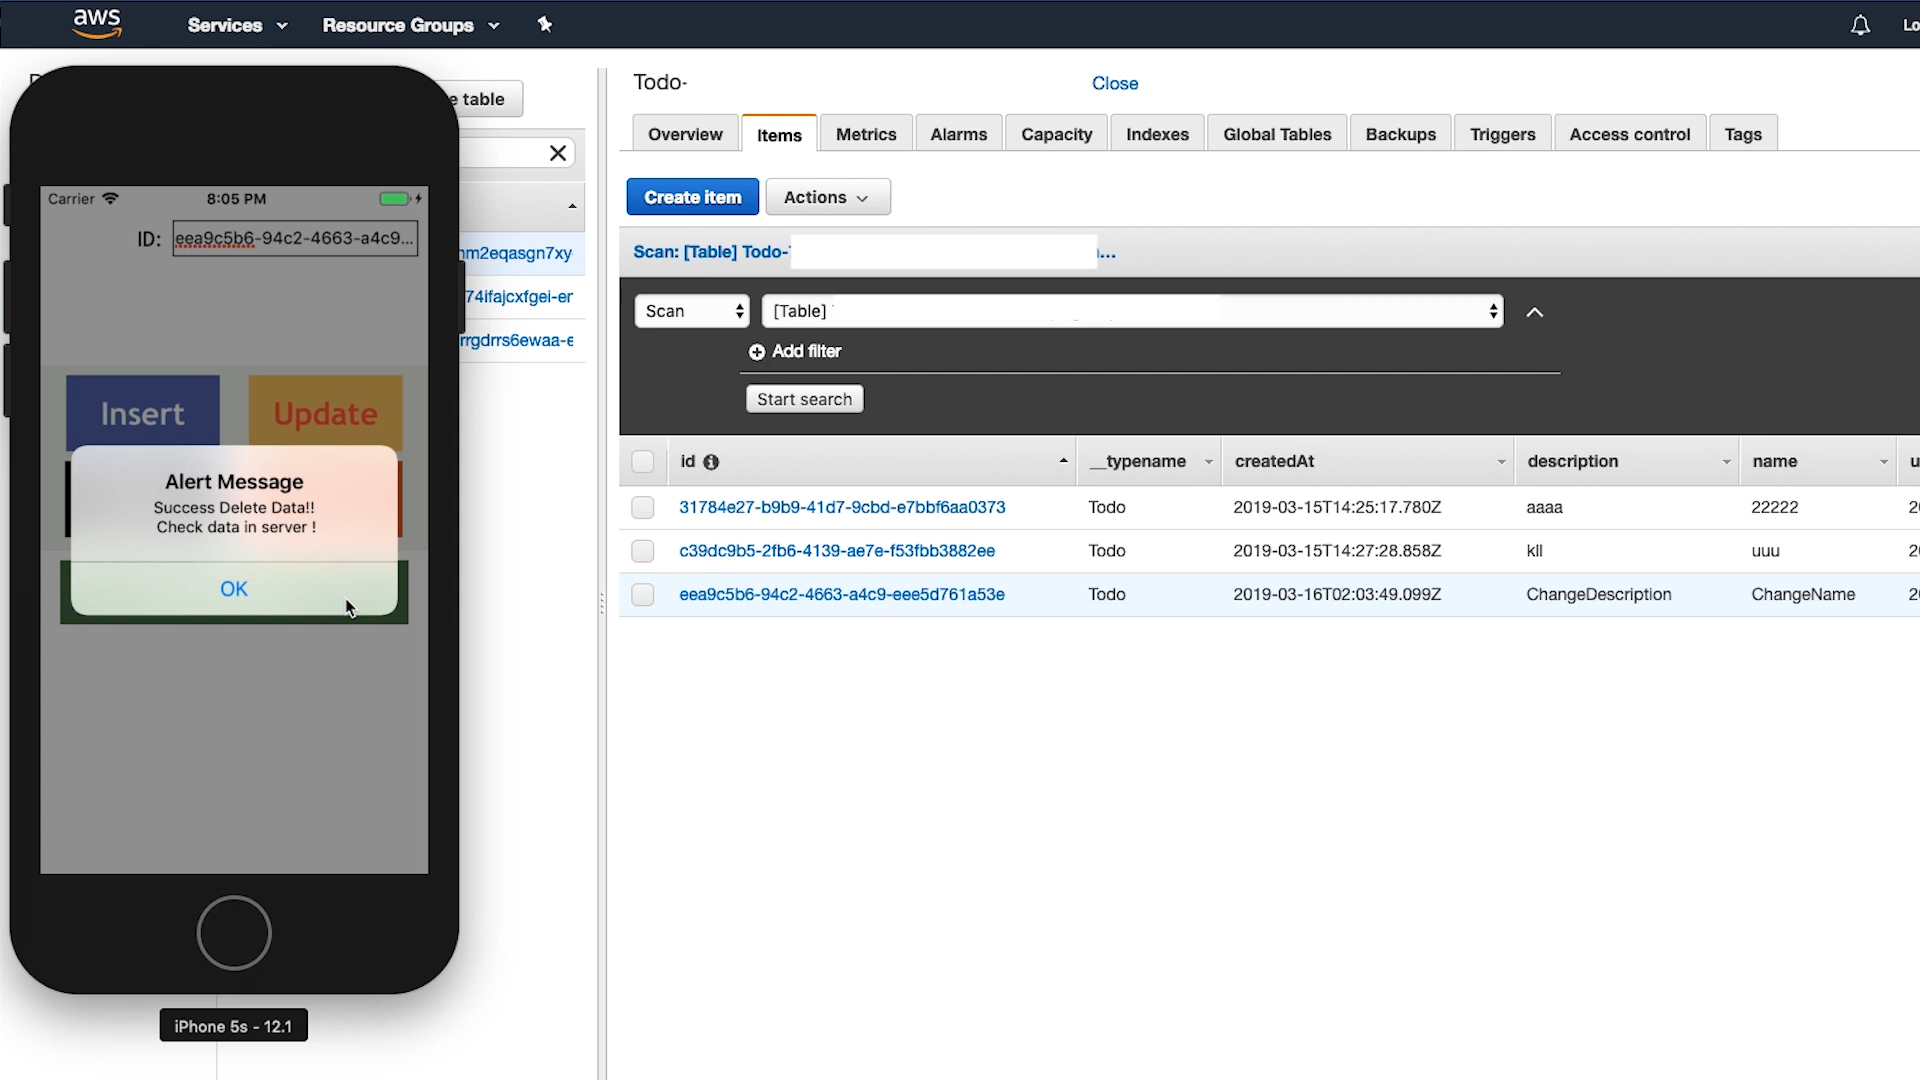 aws Services Resource Groups
e table
nm2eqasgn7xy
74ifajcxfgei-er
rrgdrrs6ewaa-e
Carrier 8:05 PM
ID: eea9c5b6-94c2-4663-a4c9...
Insert Update
Alert Message
Success Delete Data!!
Check data in server !
OK
iPhone 5s - 12.1
Todo- Close
Overview Items Metrics Alarms Capacity Indexes Global Tables Backups Triggers Access control Tags
Create item Actions
Scan: [Table] Todo- ...
Scan [Table]
Add filter
Start search
id __typename createdAt description name
31784e27-b9b9-41d7-9cbd-e7bbf6aa0373 Todo 2019-03-15T14:25:17.780Z aaaa 22222
c39dc9b5-2fb6-4139-ae7e-f53fbb3882ee Todo 2019-03-15T14:27:28.858Z kll uuu
eea9c5b6-94c2-4663-a4c9-eee5d761a53e Todo 2019-03-16T02:03:49.099Z ChangeDescription ChangeName